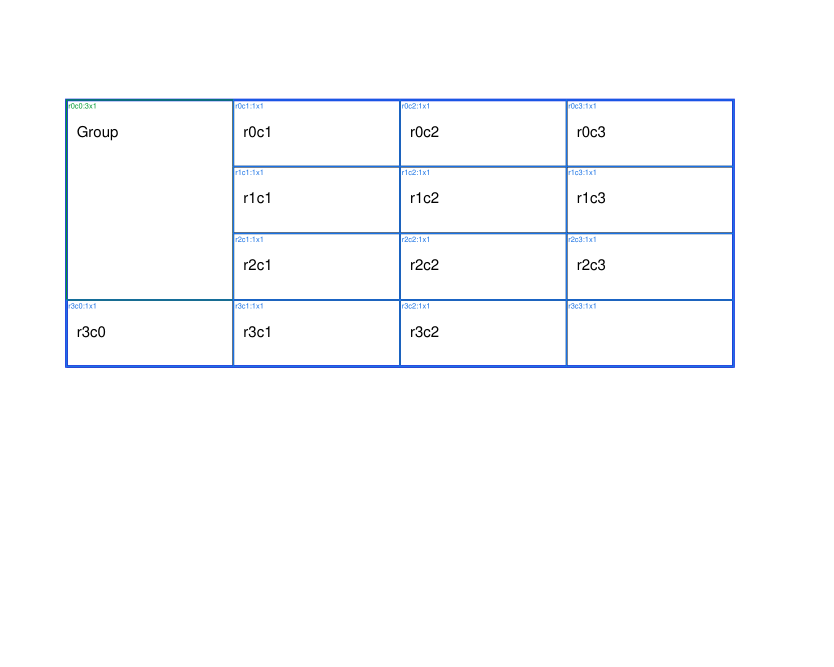 r0c0:3x1 r0c1:1x1 r0c2:1x1 r0c3:1x1
Group r0c1 r0c2 r0c3
r1c1:1x1 r1c2:1x1 r1c3:1x1
r1c1 r1c2 r1c3
r2c1:1x1 r2c2:1x1 r2c3:1x1
r2c1 r2c2 r2c3
r3c0:1x1 r3c1:1x1 r3c2:1x1 r3c3:1x1
r3c0 r3c1 r3c2